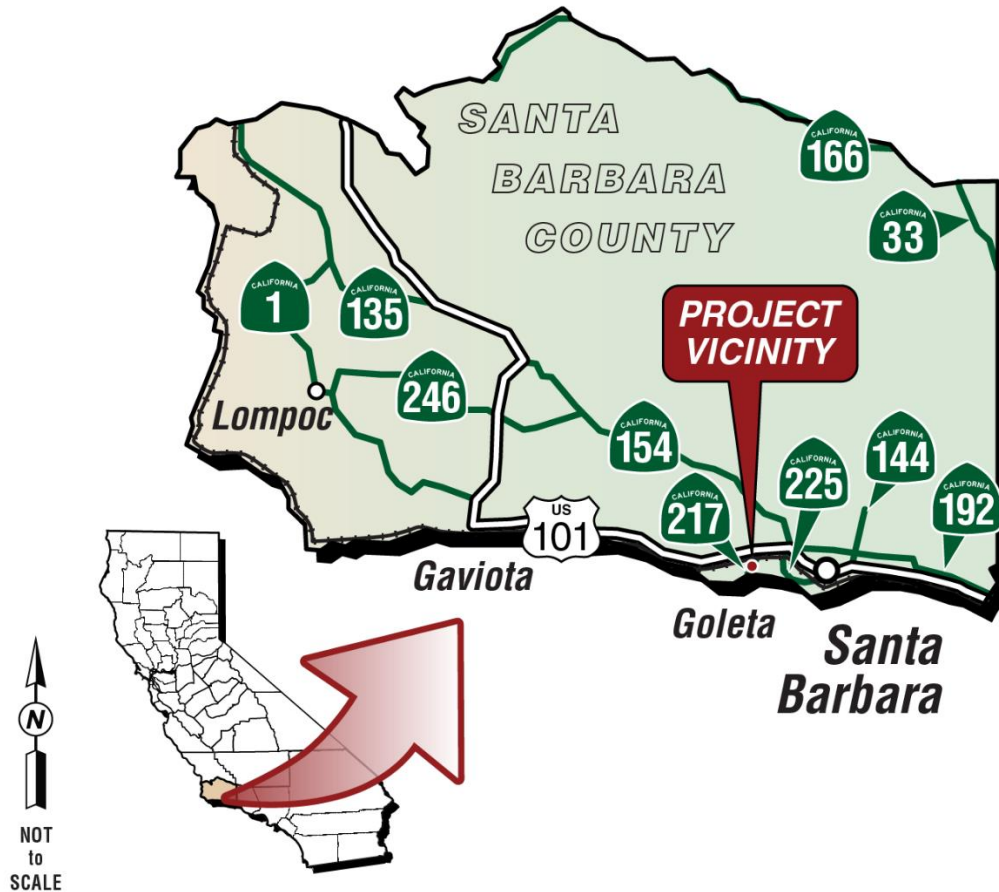 SANTA
BARBARA
COUNTY
CALIFORNIA
166
CALIFORNIA
33
CALIFORNIA
1
CALIFORNIA
135
PROJECT
VICINITY
CALIFORNIA
246
Lompoc
CALIFORNIA
154
CALIFORNIA
225
CALIFORNIA
144
CALIFORNIA
217
CALIFORNIA
192
US
101
Gaviota
Goleta
Santa
Barbara
N
NOT
to
SCALE